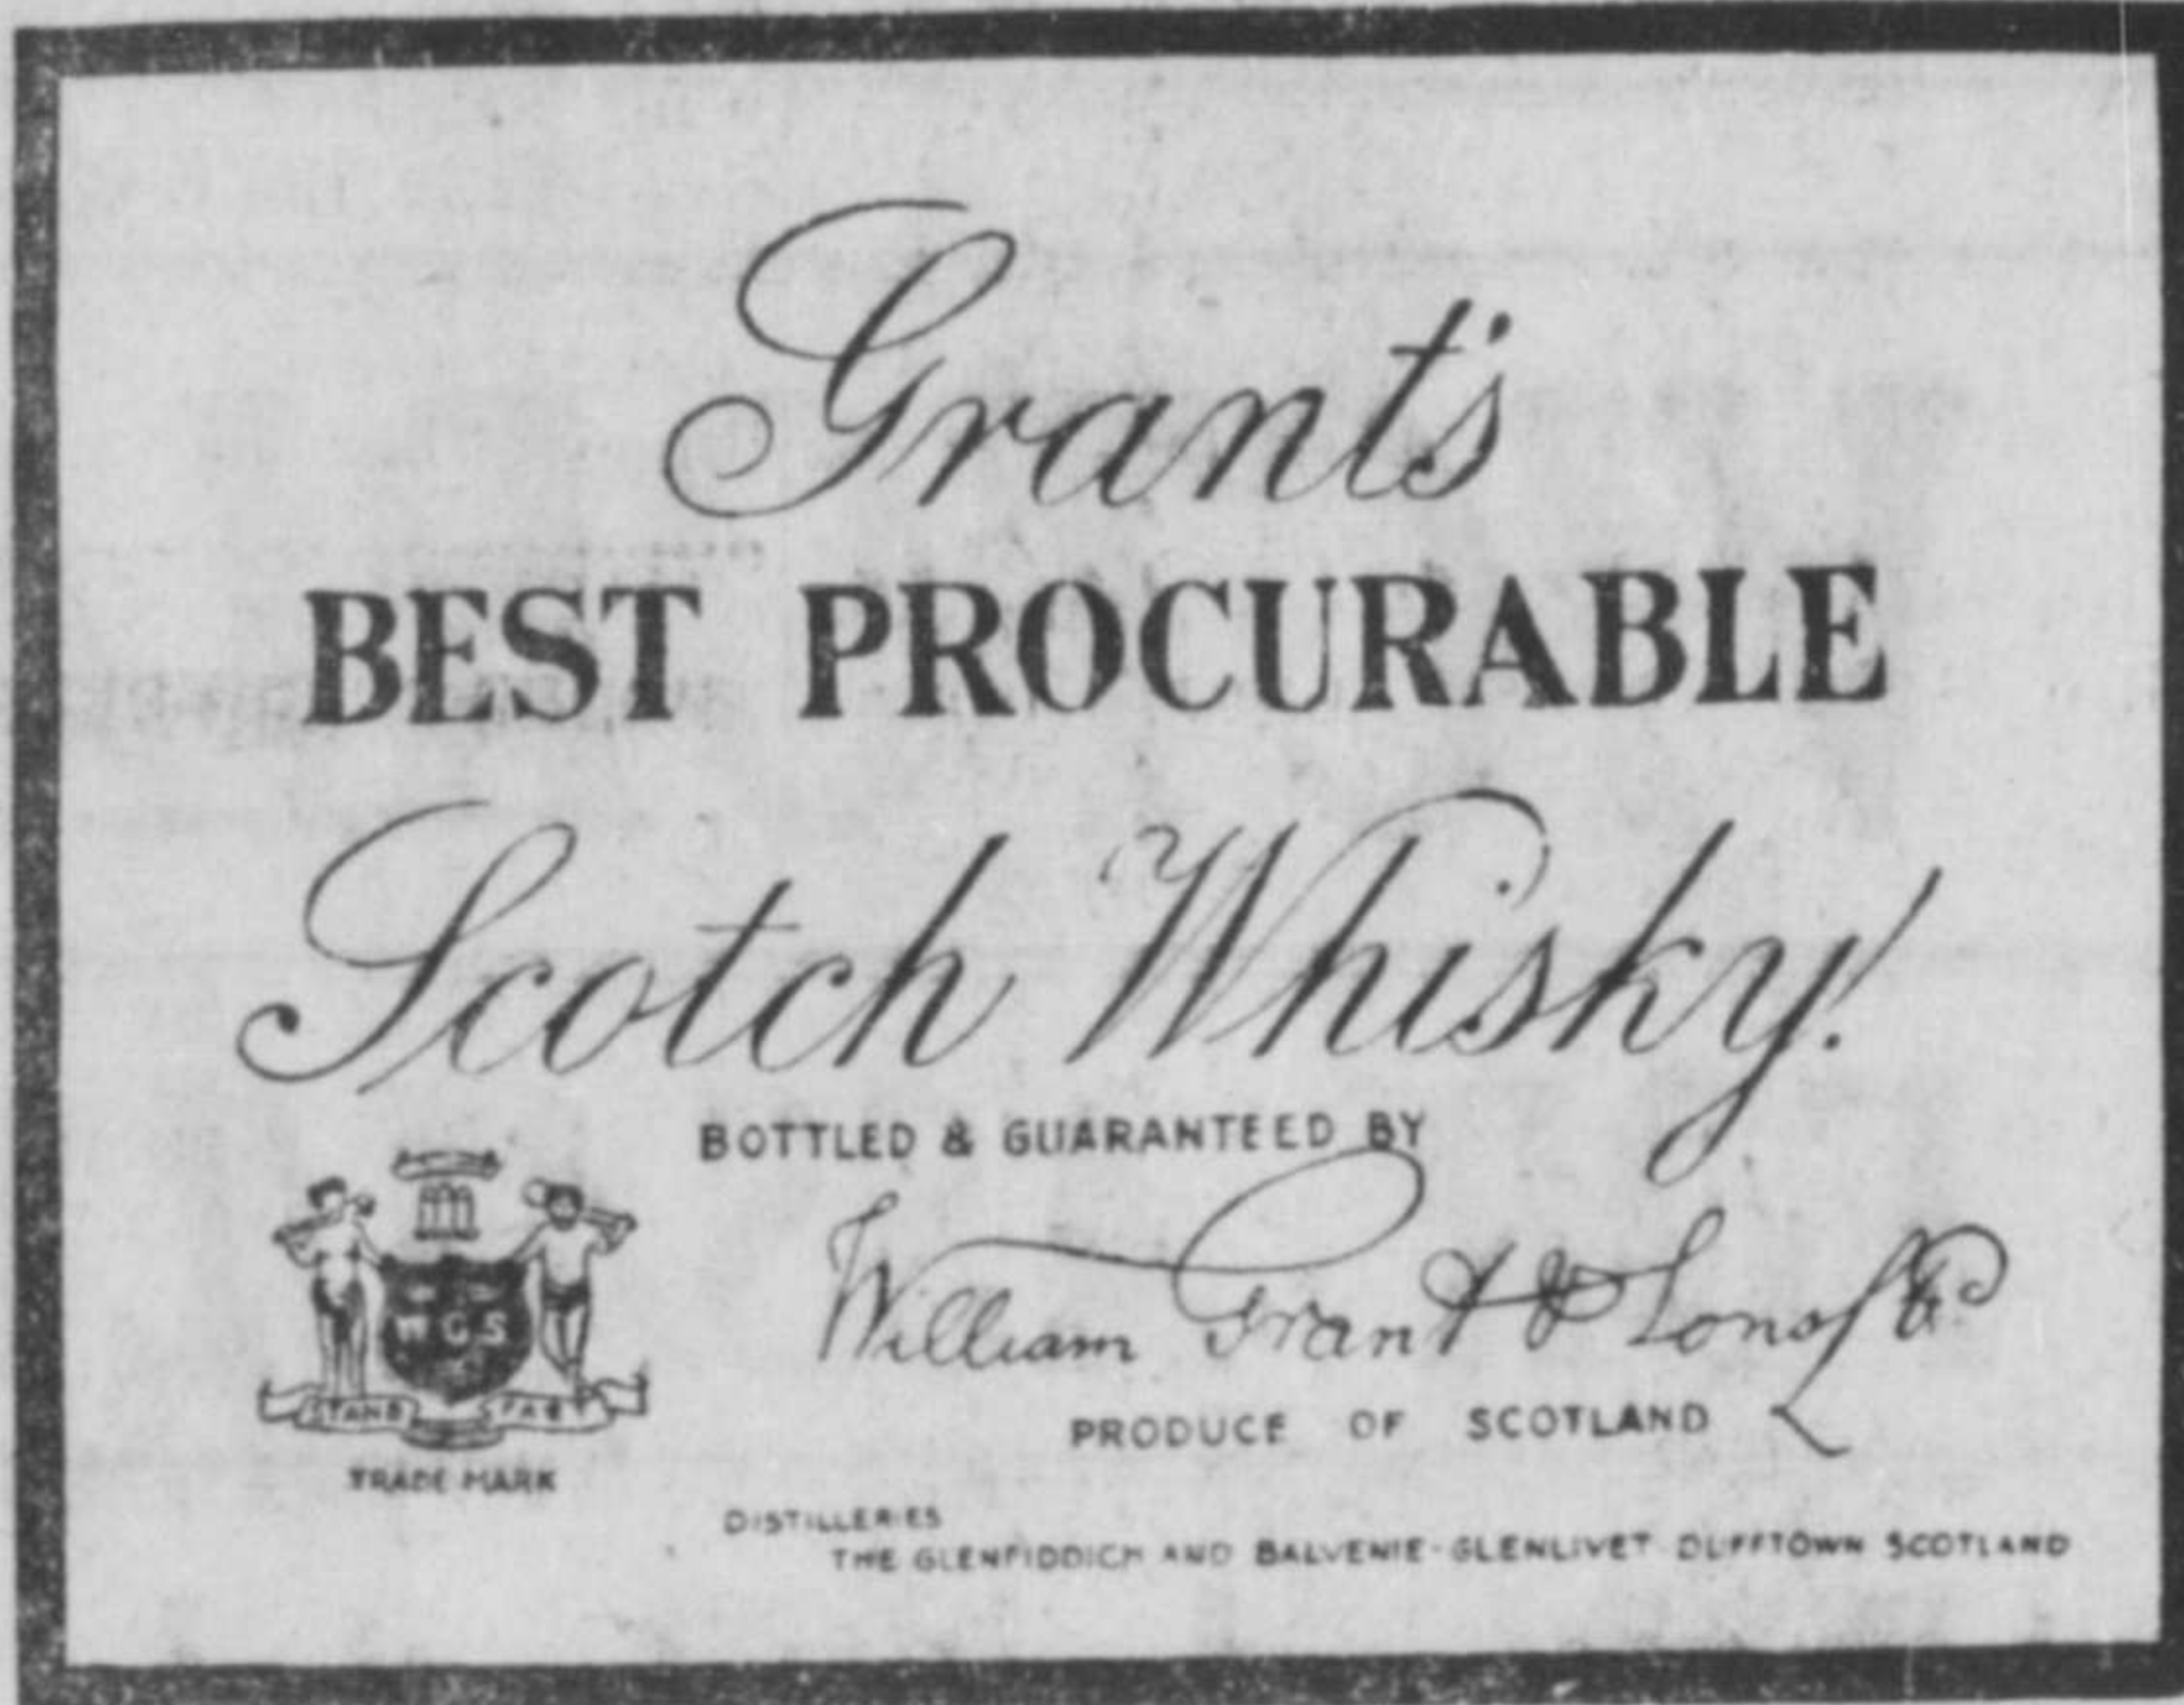 Grant's
BEST PROCURABLE
Scotch Whisky!
BOTTLED & GUARANTEED BY
William Grant & Sons Ltd
W G S
STAND FAST
PRODUCE OF SCOTLAND
TRADE MARK
DISTILLERIES
THE GLENFIDDICH AND BALVENIE-GLENLIVET DUFFTOWN SCOTLAND